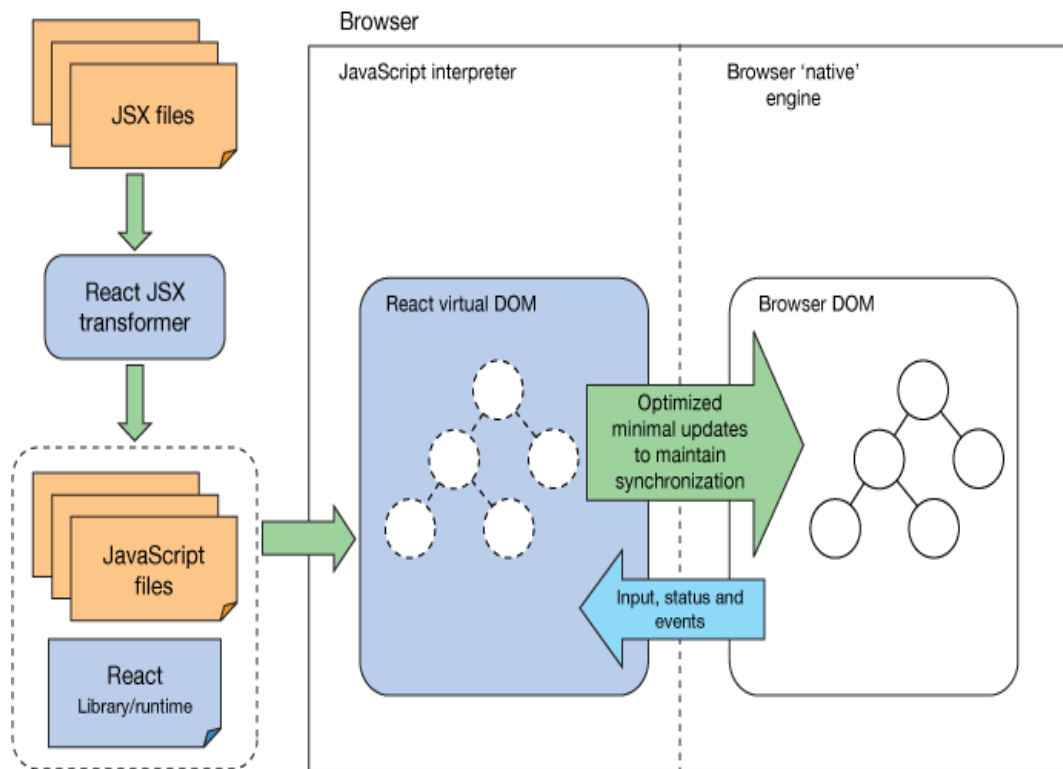 Browser
JavaScript interpreter
Browser ‘native’
engine
JSX files
React JSX
transformer
JavaScript
files
React
Library/runtime
React virtual DOM
Optimized
minimal updates
to maintain
synchronization
Input, status and
events
Browser DOM